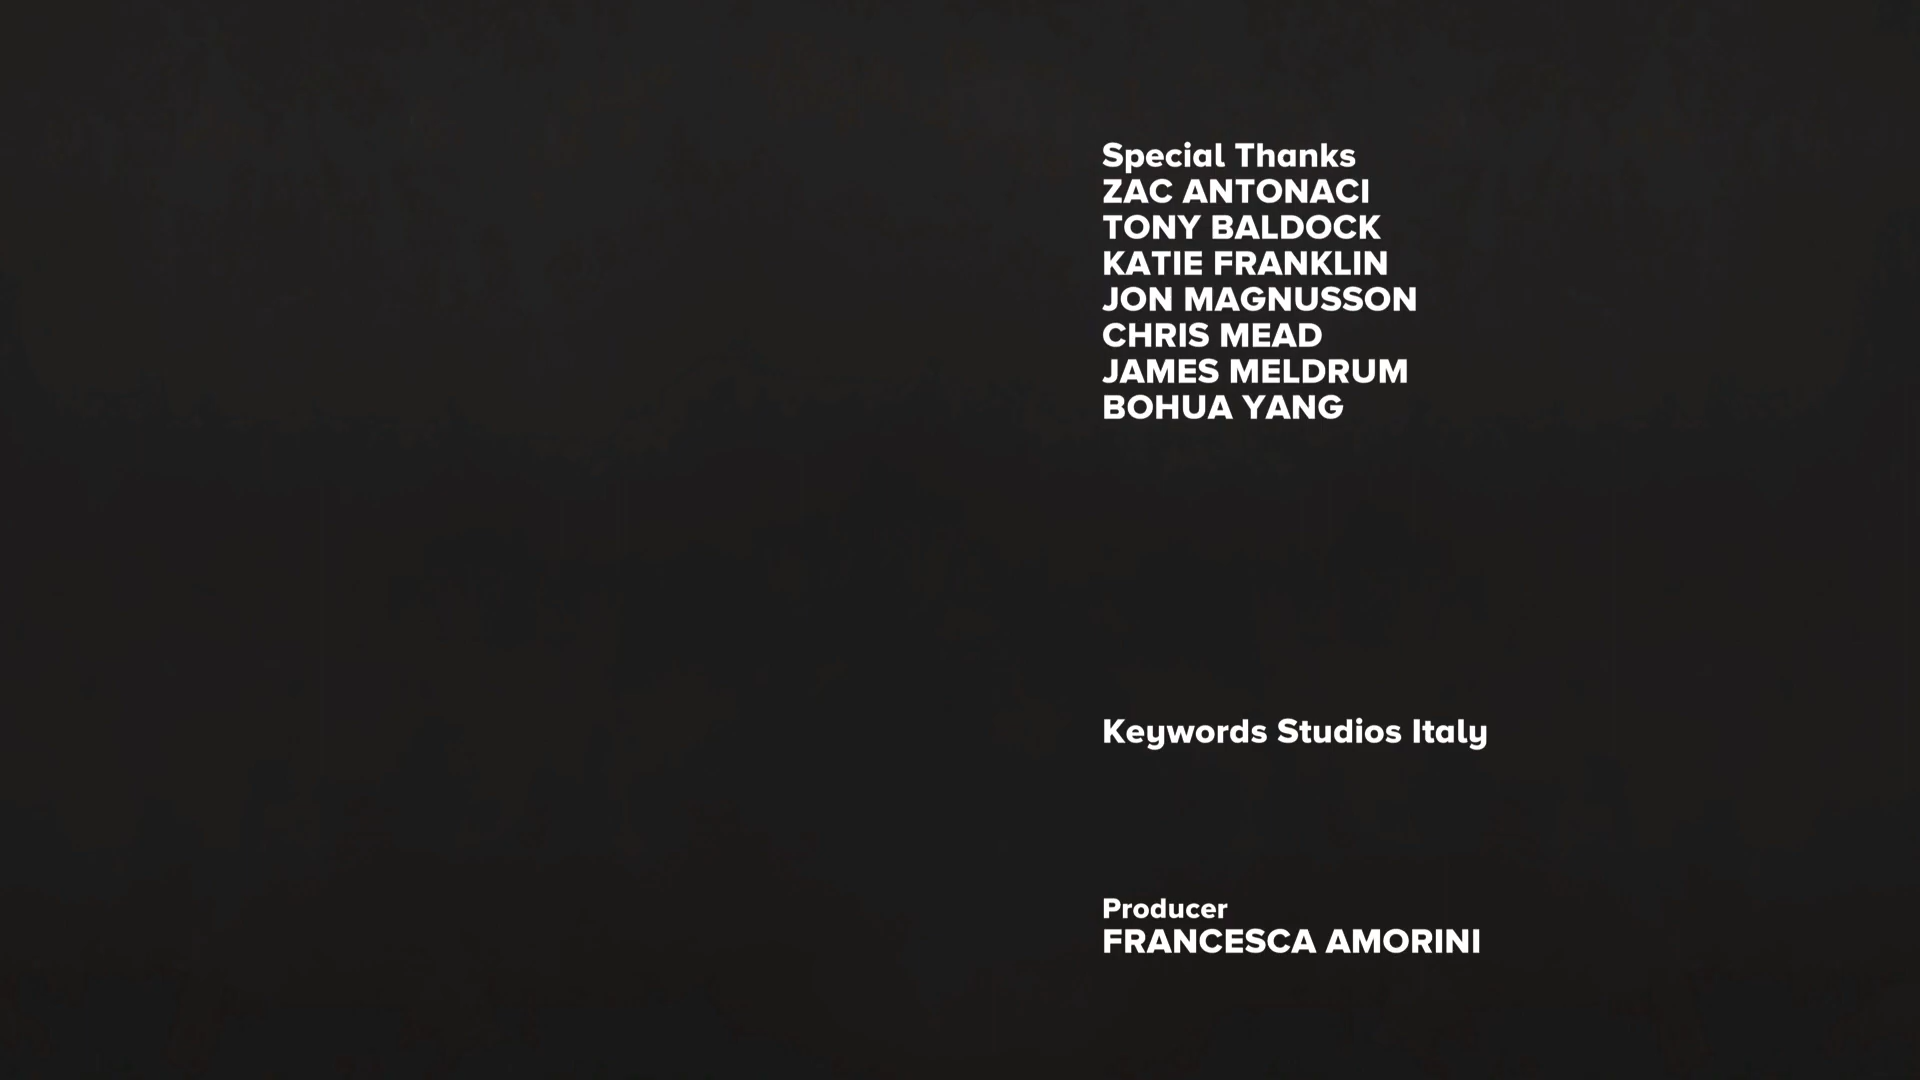 Special Thanks
ZAC ANTONACI
TONY BALDOCK
KATIE FRANKLIN
JON MAGNUSSON
CHRIS MEAD
JAMES MELDRUM
BOHUA YANG
Keywords Studios Italy
Producer
FRANCESCA AMORINI